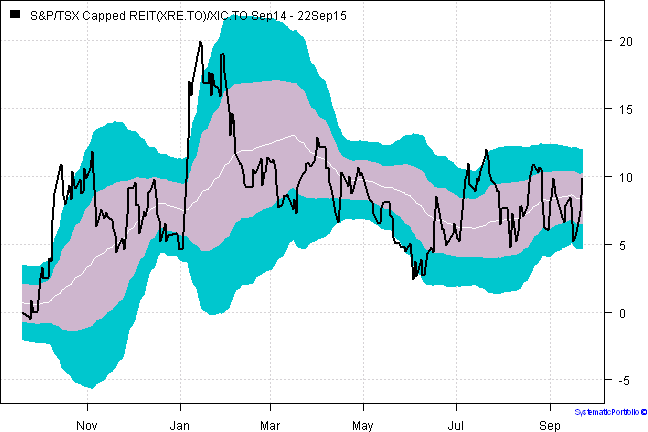 S&P/TSX Capped REIT(XRE.TO)/XIC.TO Sep14 - 22Sep15
20
15
10
5
0
-5
Nov Jan Mar May Jul Sep
SystematicPortfolio ©